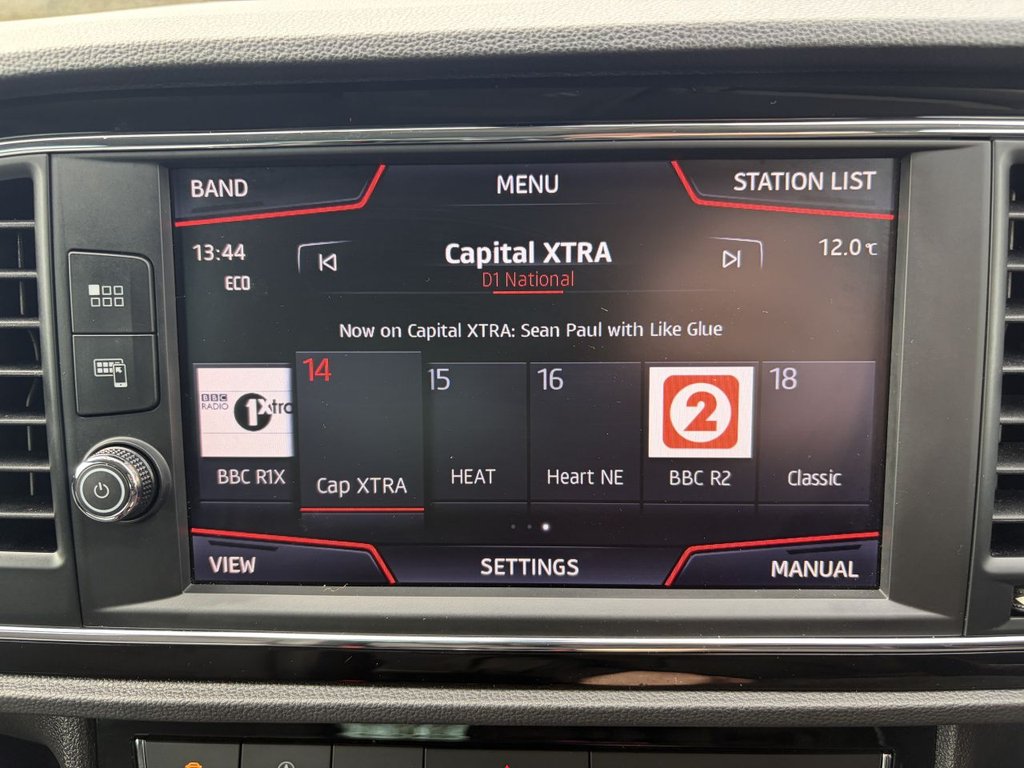 BAND MENU STATION LIST
13:44 Capital XTRA 12.0℃
ECO D1 National
Now on Capital XTRA: Sean Paul with Like Glue
14 15 16 18
BBC RADIO 1Xtra 2
BBC R1X Cap XTRA HEAT Heart NE BBC R2 Classic
VIEW SETTINGS MANUAL